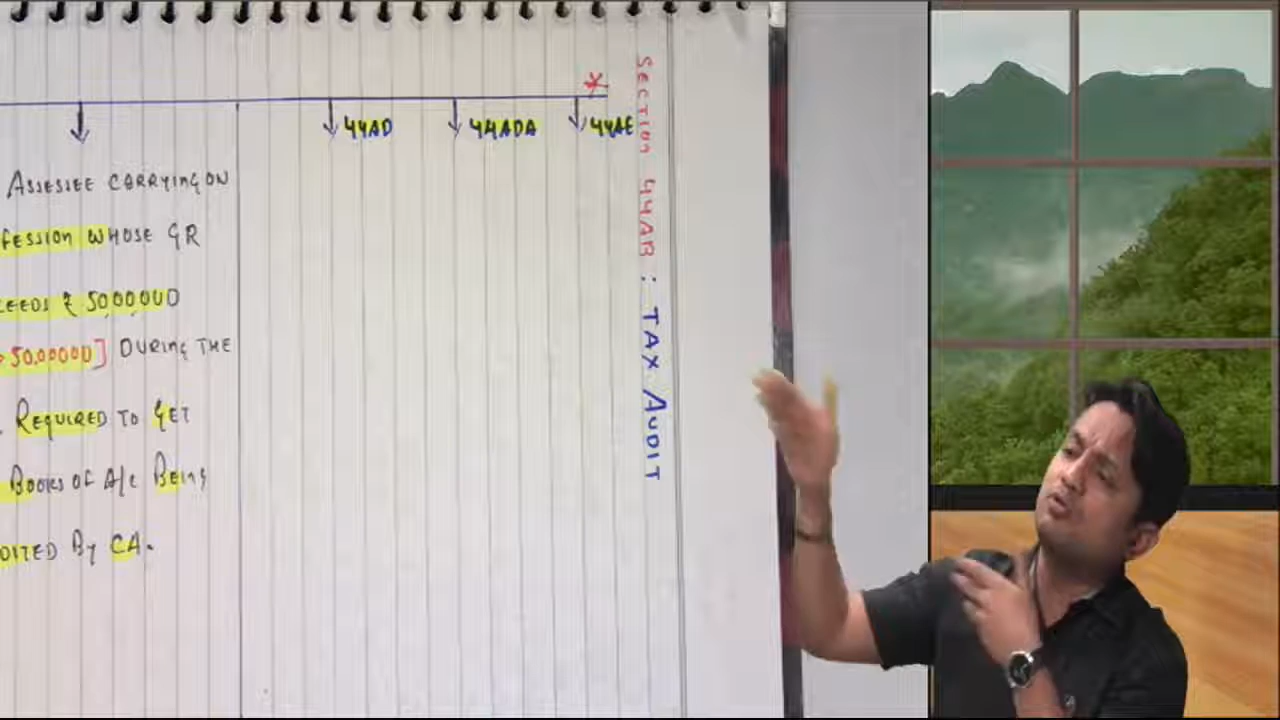 44AD 44ADA 44AE
ASSESSEE CARRYING ON
FESSION WHOSE GR
CEEDS ₹ 50,00,000
> 50,00,000] DURING THE
REQUIRED TO GET
BOOKS OF A/C BEING
DITED BY CA.
SECTION 44AB : TAX AUDIT